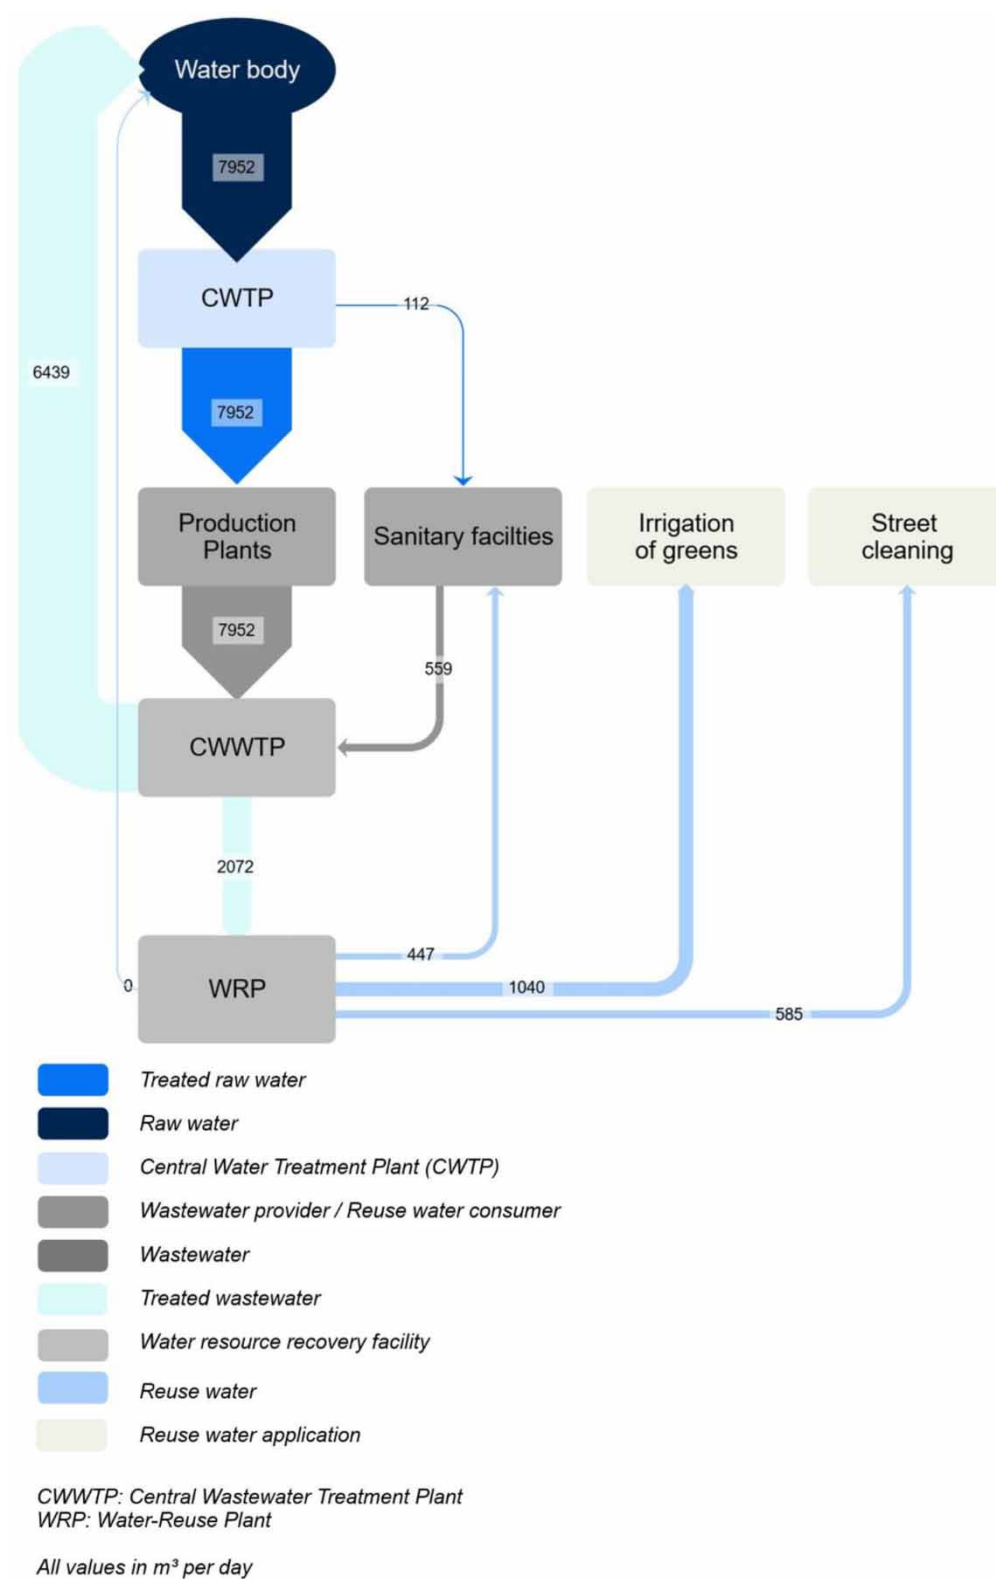 Water body
7952
CWTP
112
6439
7952
Production
Plants
Sanitary facilties
Irrigation
of greens
Street
cleaning
7952
559
CWWTP
2072
447
0
WRP
1040
585
Treated raw water
Raw water
Central Water Treatment Plant (CWTP)
Wastewater provider / Reuse water consumer
Wastewater
Treated wastewater
Water resource recovery facility
Reuse water
Reuse water application
CWWTP: Central Wastewater Treatment Plant
WRP: Water-Reuse Plant
All values in m³ per day